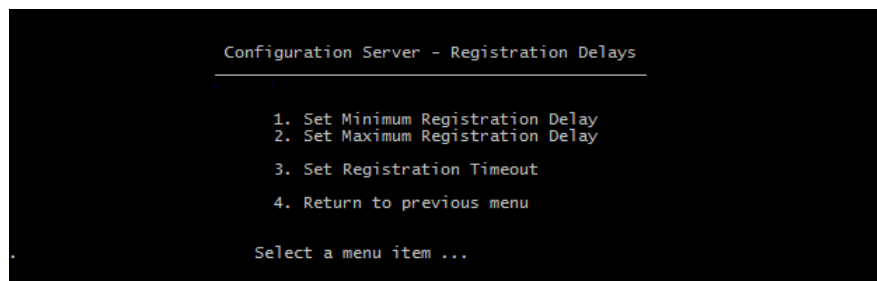 Configuration Server - Registration Delays
1. Set Minimum Registration Delay
2. Set Maximum Registration Delay
3. Set Registration Timeout
4. Return to previous menu
Select a menu item ...